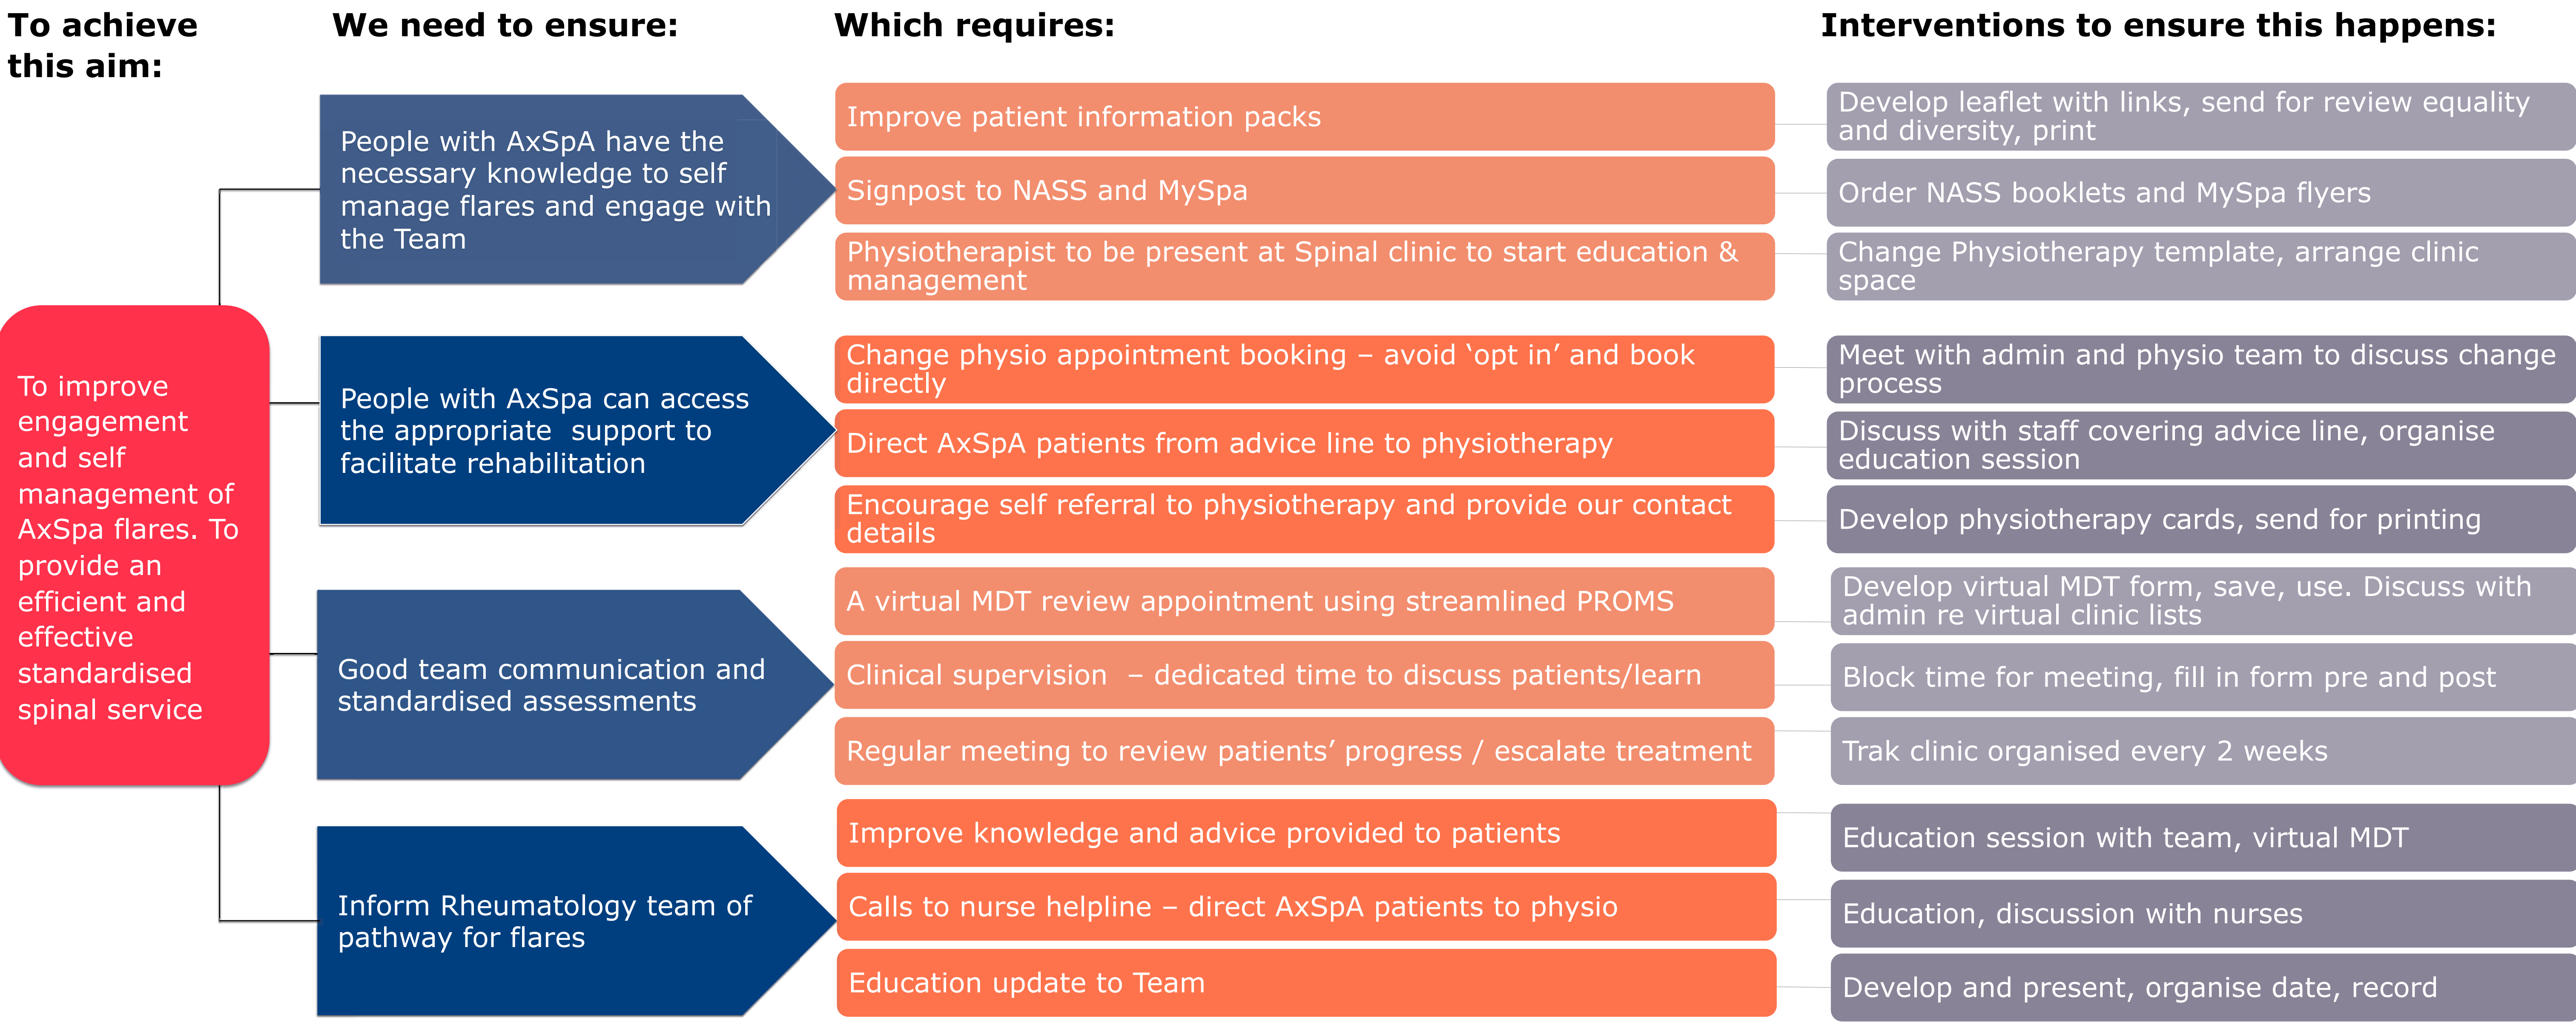 To achieve
this aim:
We need to ensure:
Which requires:
Interventions to ensure this happens:
To improve
engagement
and self
management of
AxSpa flares. To
provide an
efficient and
effective
standardised
spinal service
People with AxSpA have the
necessary knowledge to self
manage flares and engage with
the Team
Improve patient information packs
Develop leaflet with links, send for review equality
and diversity, print
Signpost to NASS and MySpa
Order NASS booklets and MySpa flyers
Physiotherapist to be present at Spinal clinic to start education &
management
Change Physiotherapy template, arrange clinic
space
People with AxSpa can access
the appropriate  support to
facilitate rehabilitation
Change physio appointment booking – avoid ‘opt in’ and book
directly
Meet with admin and physio team to discuss change
process
Direct AxSpA patients from advice line to physiotherapy
Discuss with staff covering advice line, organise
education session
Encourage self referral to physiotherapy and provide our contact
details
Develop physiotherapy cards, send for printing
Good team communication and
standardised assessments
A virtual MDT review appointment using streamlined PROMS
Develop virtual MDT form, save, use. Discuss with
admin re virtual clinic lists
Clinical supervision  – dedicated time to discuss patients/learn
Block time for meeting, fill in form pre and post
Regular meeting to review patients’ progress / escalate treatment
Trak clinic organised every 2 weeks
Inform Rheumatology team of
pathway for flares
Improve knowledge and advice provided to patients
Education session with team, virtual MDT
Calls to nurse helpline – direct AxSpA patients to physio
Education, discussion with nurses
Education update to Team
Develop and present, organise date, record